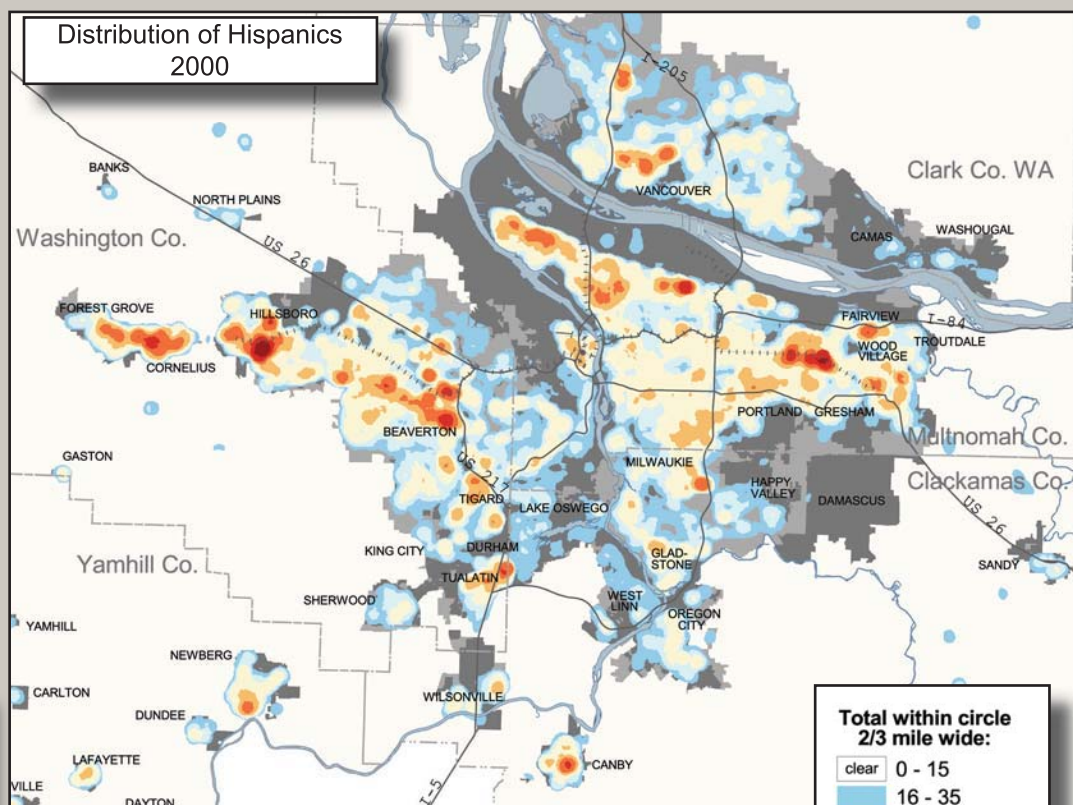 Distribution of Hispanics
2000
I-205
Clark Co. WA
BANKS
VANCOUVER
NORTH PLAINS
Washington Co.
US 26
CAMAS
WASHOUGAL
FOREST GROVE
HILLSBORO
FAIRVIEW
I-84
WOOD
VILLAGE
TROUTDALE
CORNELIUS
PORTLAND
GRESHAM
BEAVERTON
Multnomah Co.
GASTON
US 217
MILWAUKIE
Clackamas Co.
HAPPY
VALLEY
TIGARD
LAKE OSWEGO
DAMASCUS
US 26
KING CITY
DURHAM
GLAD-
STONE
Yamhill Co.
TUALATIN
SANDY
SHERWOOD
WEST
LINN
OREGON
CITY
YAMHILL
NEWBERG
CARLTON
WILSONVILLE
DUNDEE
LAFAYETTE
CANBY
VILLE
DAYTON
I-5
Total within circle
2/3 mile wide:
clear 0 - 15
16 - 35